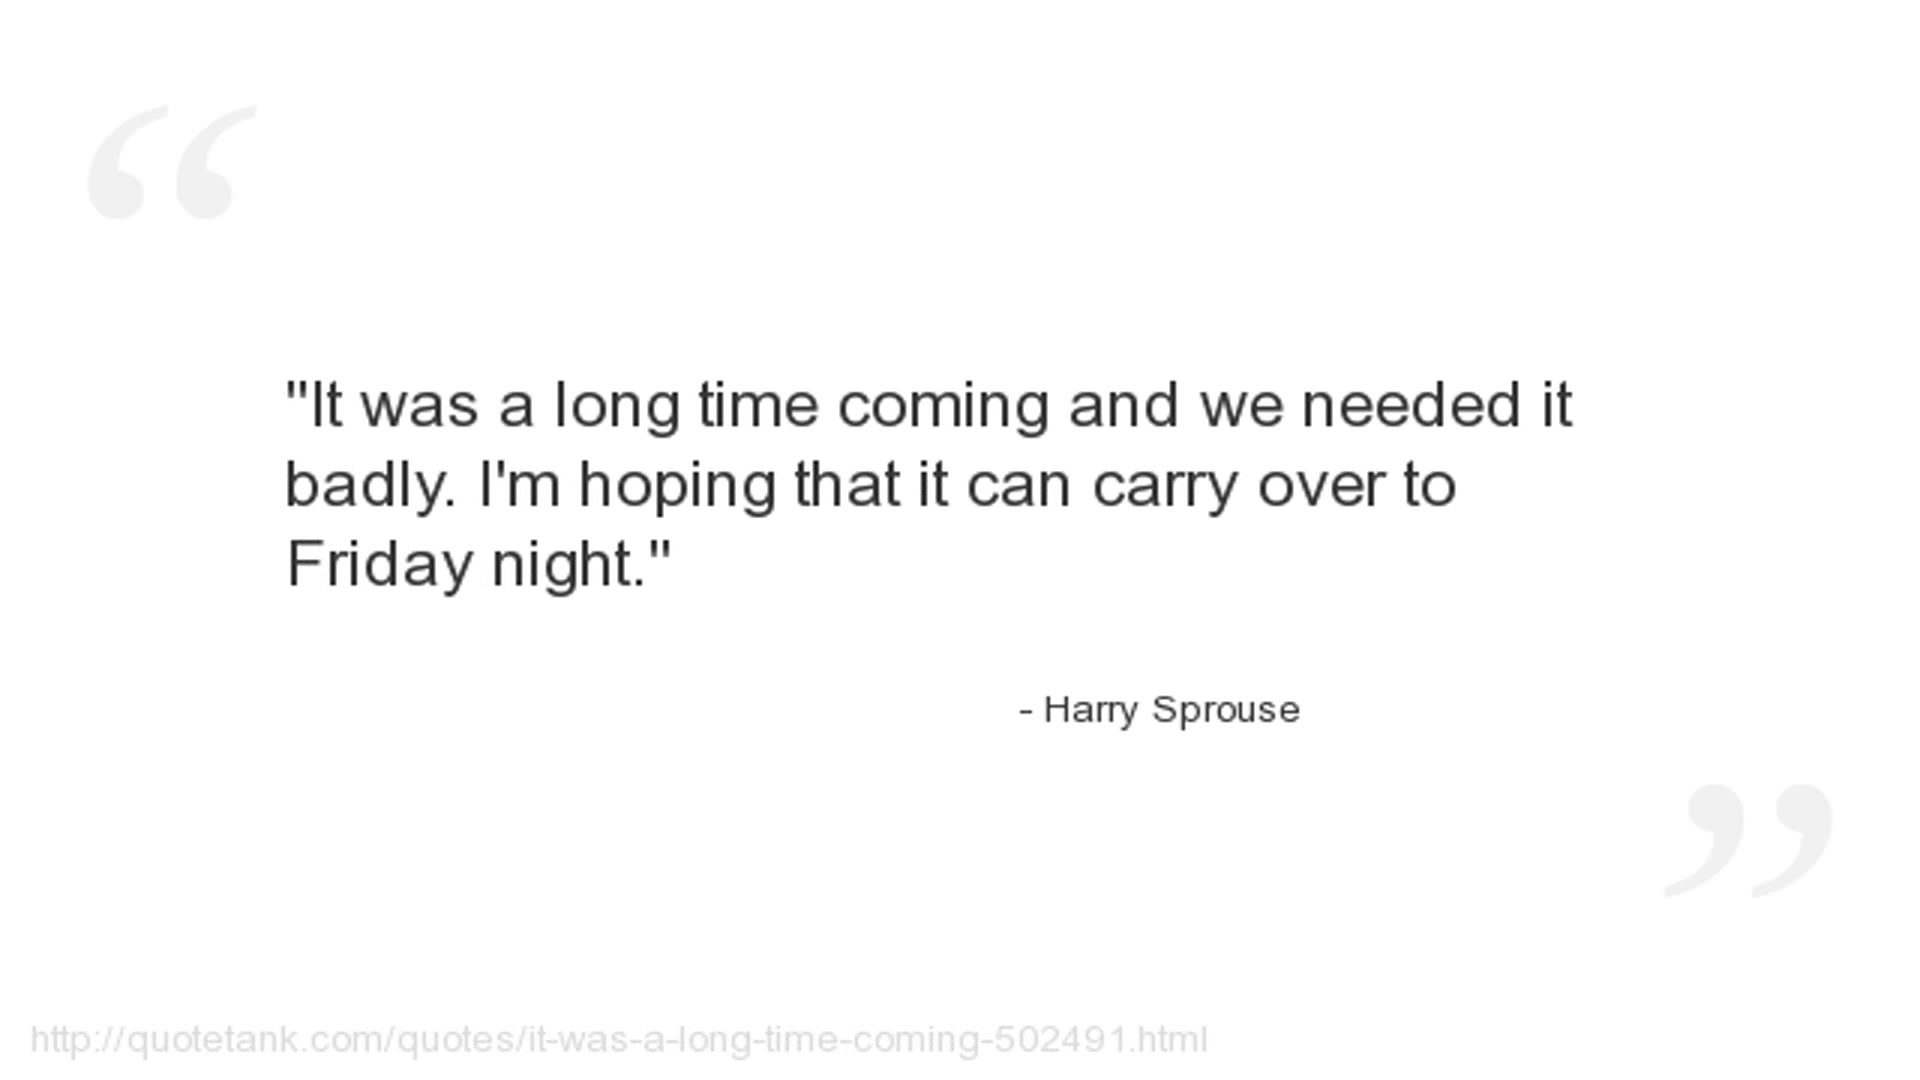 "It was a long time coming and we needed it
badly. I'm hoping that it can carry over to
Friday night."
- Harry Sprouse
http://quotetank.com/quotes/it-was-a-long-time-coming-502491.html